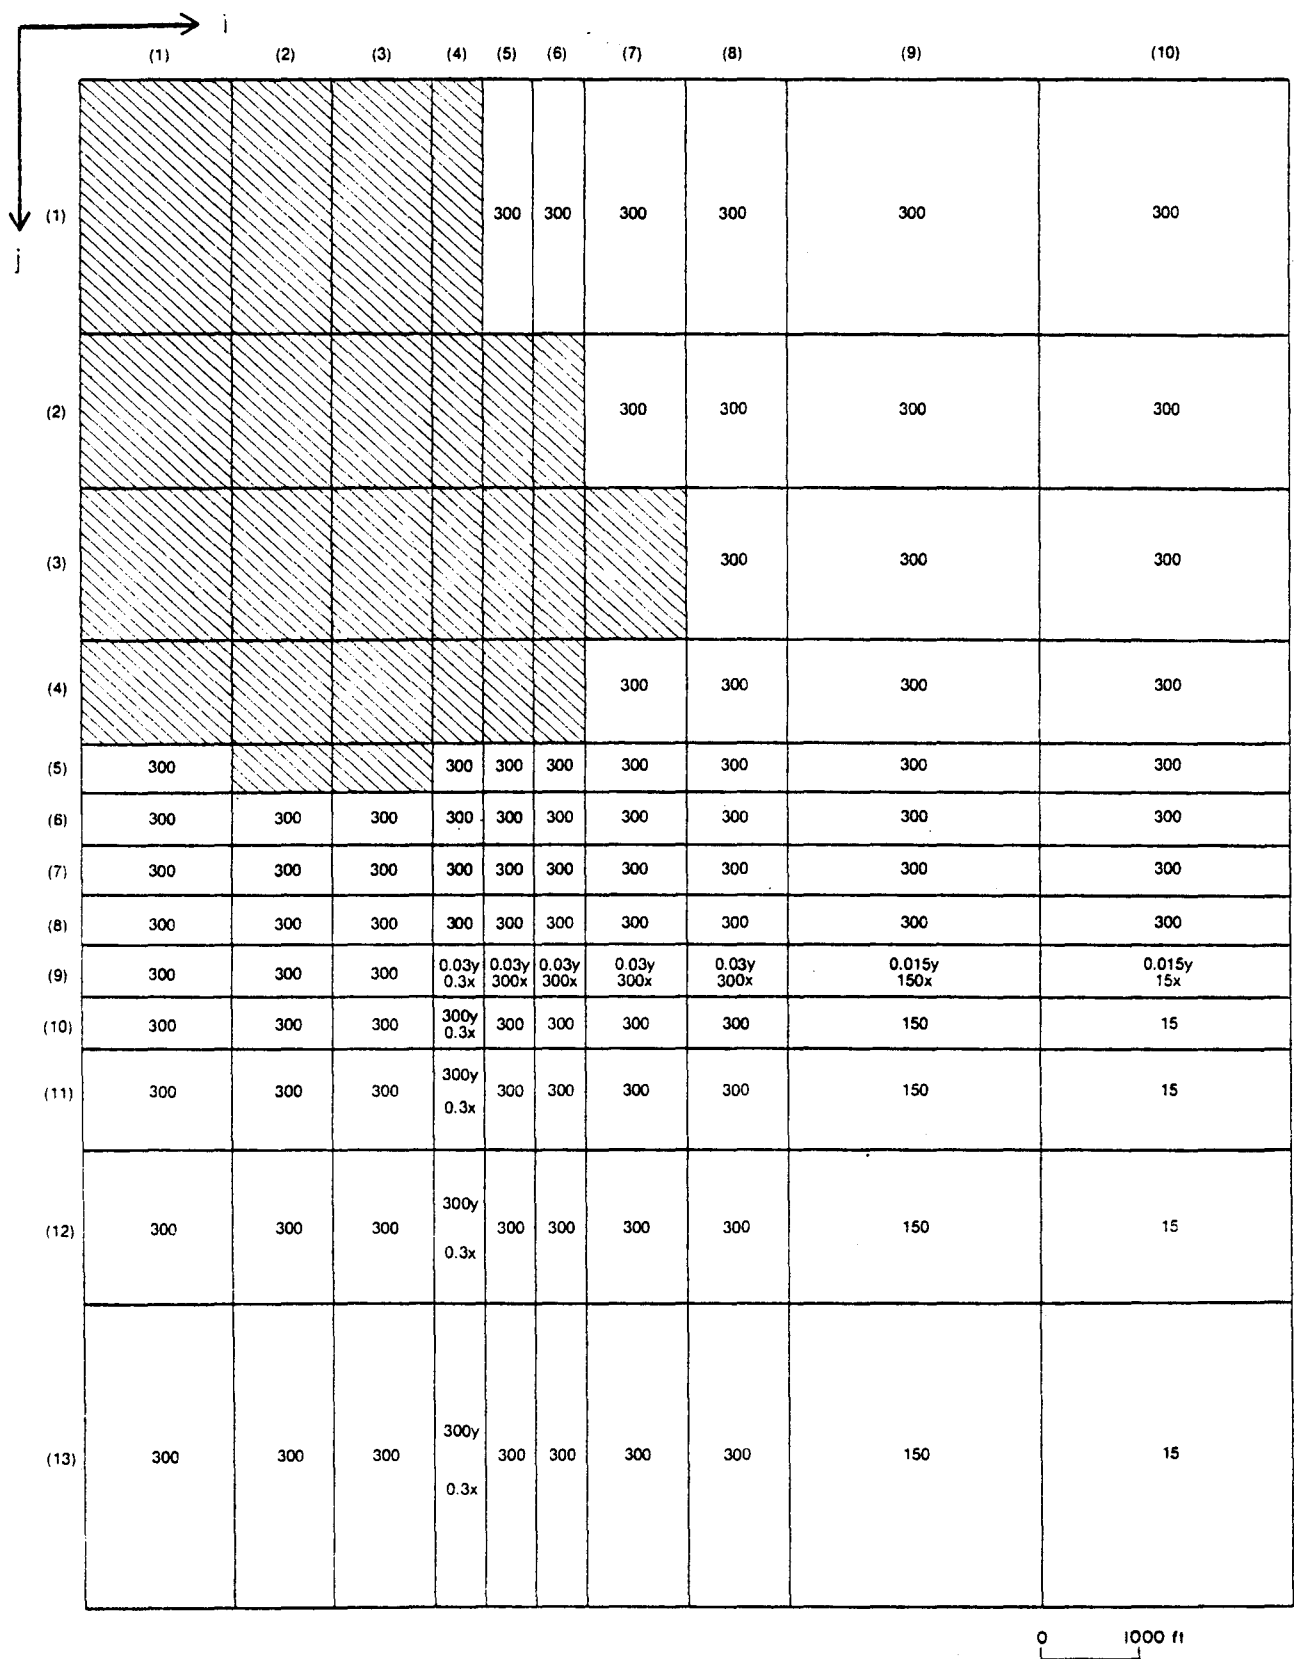 i
(1) (2) (3) (4) (5) (6) (7) (8) (9) (10)
(1) 300 300 300 300 300 300
j
(2) 300 300 300 300
(3) 300 300 300
(4) 300 300 300 300
(5) 300 300 300 300 300 300 300 300
(6) 300 300 300 300 300 300 300 300 300 300
(7) 300 300 300 300 300 300 300 300 300 300
(8) 300 300 300 300 300 300 300 300 300 300
0.03y 0.03y 0.03y 0.03y 0.03y 0.015y 0.015y
(9) 300 300 300 0.3x 300x 300x 300x 300x 150x 15x
300y
(10) 300 300 300 0.3x 300 300 300 300 150 15
300y
(11) 300 300 300 300 300 300 300 150 15
0.3x
300y
(12) 300 300 300 300 300 300 300 150 15
0.3x
300y
(13) 300 300 300 300 300 300 300 150 15
0.3x
0 1000 ft